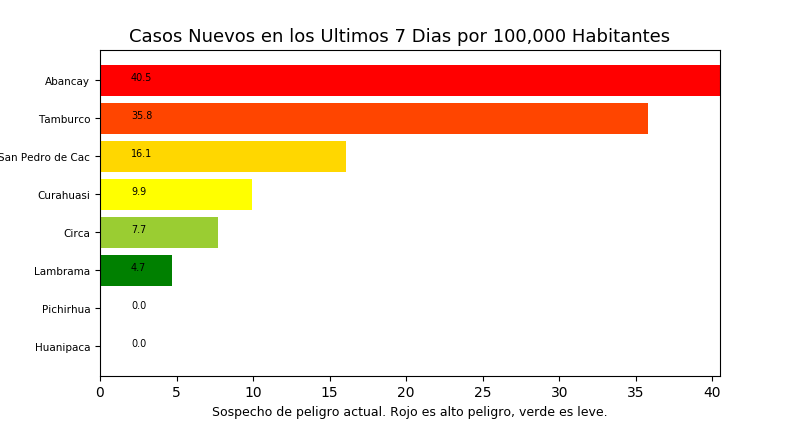 Casos Nuevos en los Ultimos 7 Dias por 100,000 Habitantes
Abancay 40.5
Tamburco 35.8
San Pedro de Cac 16.1
Curahuasi 9.9
Circa 7.7
Lambrama 4.7
Pichirhua 0.0
Huanipaca 0.0
0 5 10 15 20 25 30 35 40
Sospecho de peligro actual. Rojo es alto peligro, verde es leve.